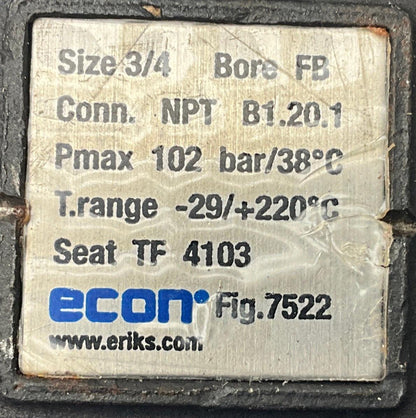 Size 3/4 Bore FB
Conn. NPT B1.20.1
Pmax 102 bar/38°C
T.range -29/+220°C
Seat TF 4103
econ Fig.7522
www.eriks.com